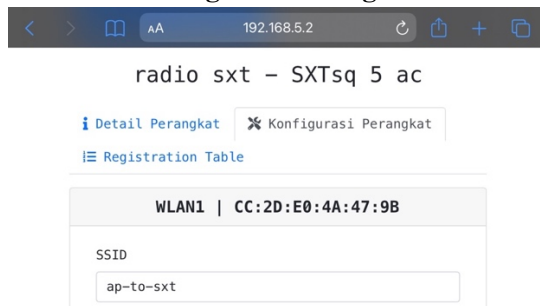 AA 192.168.5.2
radio sxt – SXTsq 5 ac
Detail Perangkat Konfigurasi Perangkat
Registration Table
WLAN1 | CC:2D:E0:4A:47:9B
SSID
ap-to-sxt